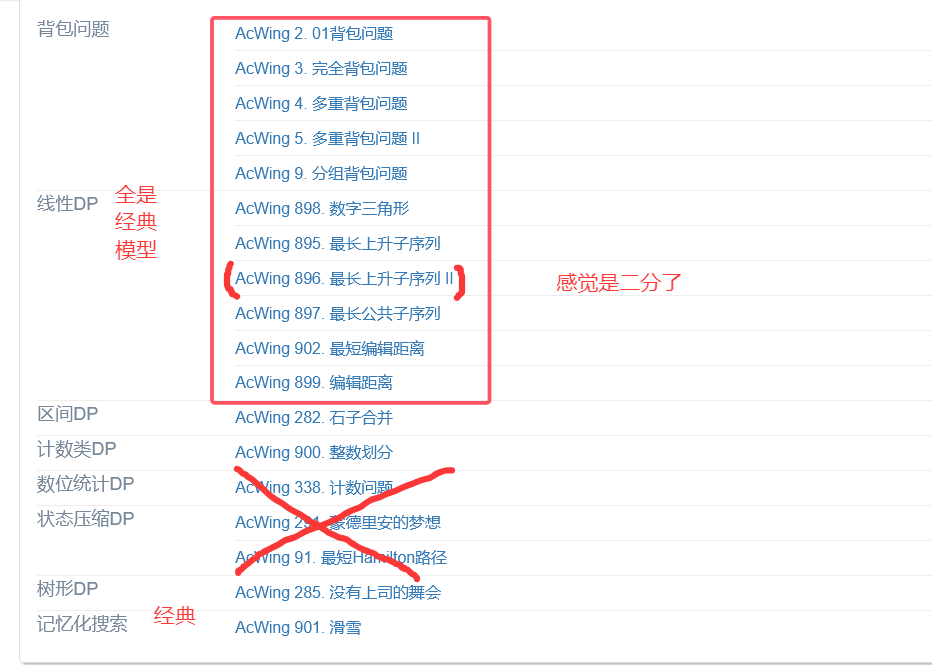 背包问题
AcWing 2. 01背包问题
AcWing 3. 完全背包问题
AcWing 4. 多重背包问题
AcWing 5. 多重背包问题 II
AcWing 9. 分组背包问题
线性DP
全是
经典
模型
AcWing 898. 数字三角形
AcWing 895. 最长上升子序列
AcWing 896. 最长上升子序列 II
感觉是二分了
AcWing 897. 最长公共子序列
AcWing 902. 最短编辑距离
AcWing 899. 编辑距离
区间DP
AcWing 282. 石子合并
计数类DP
AcWing 900. 整数划分
数位统计DP
AcWing 338. 计数问题
状态压缩DP
AcWing 291. 蒙德里安的梦想
AcWing 91. 最短Hamilton路径
树形DP
AcWing 285. 没有上司的舞会
记忆化搜索
经典
AcWing 901. 滑雪